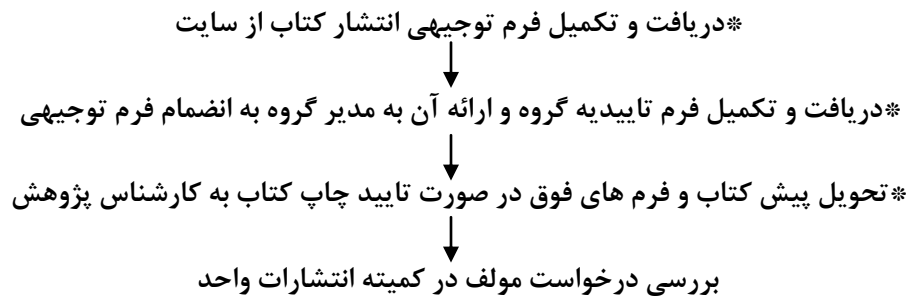 *دریافت و تکمیل فرم توجیهی انتشار کتاب از سایت
*دریافت و تکمیل فرم تاییدیه گروه و ارائه آن به مدیر گروه به انضمام فرم توجیهی
*تحویل پیش کتاب و فرم های فوق در صورت تایید چاپ کتاب به کارشناس پژوهش
بررسی درخواست مولف در کمیته انتشارات واحد